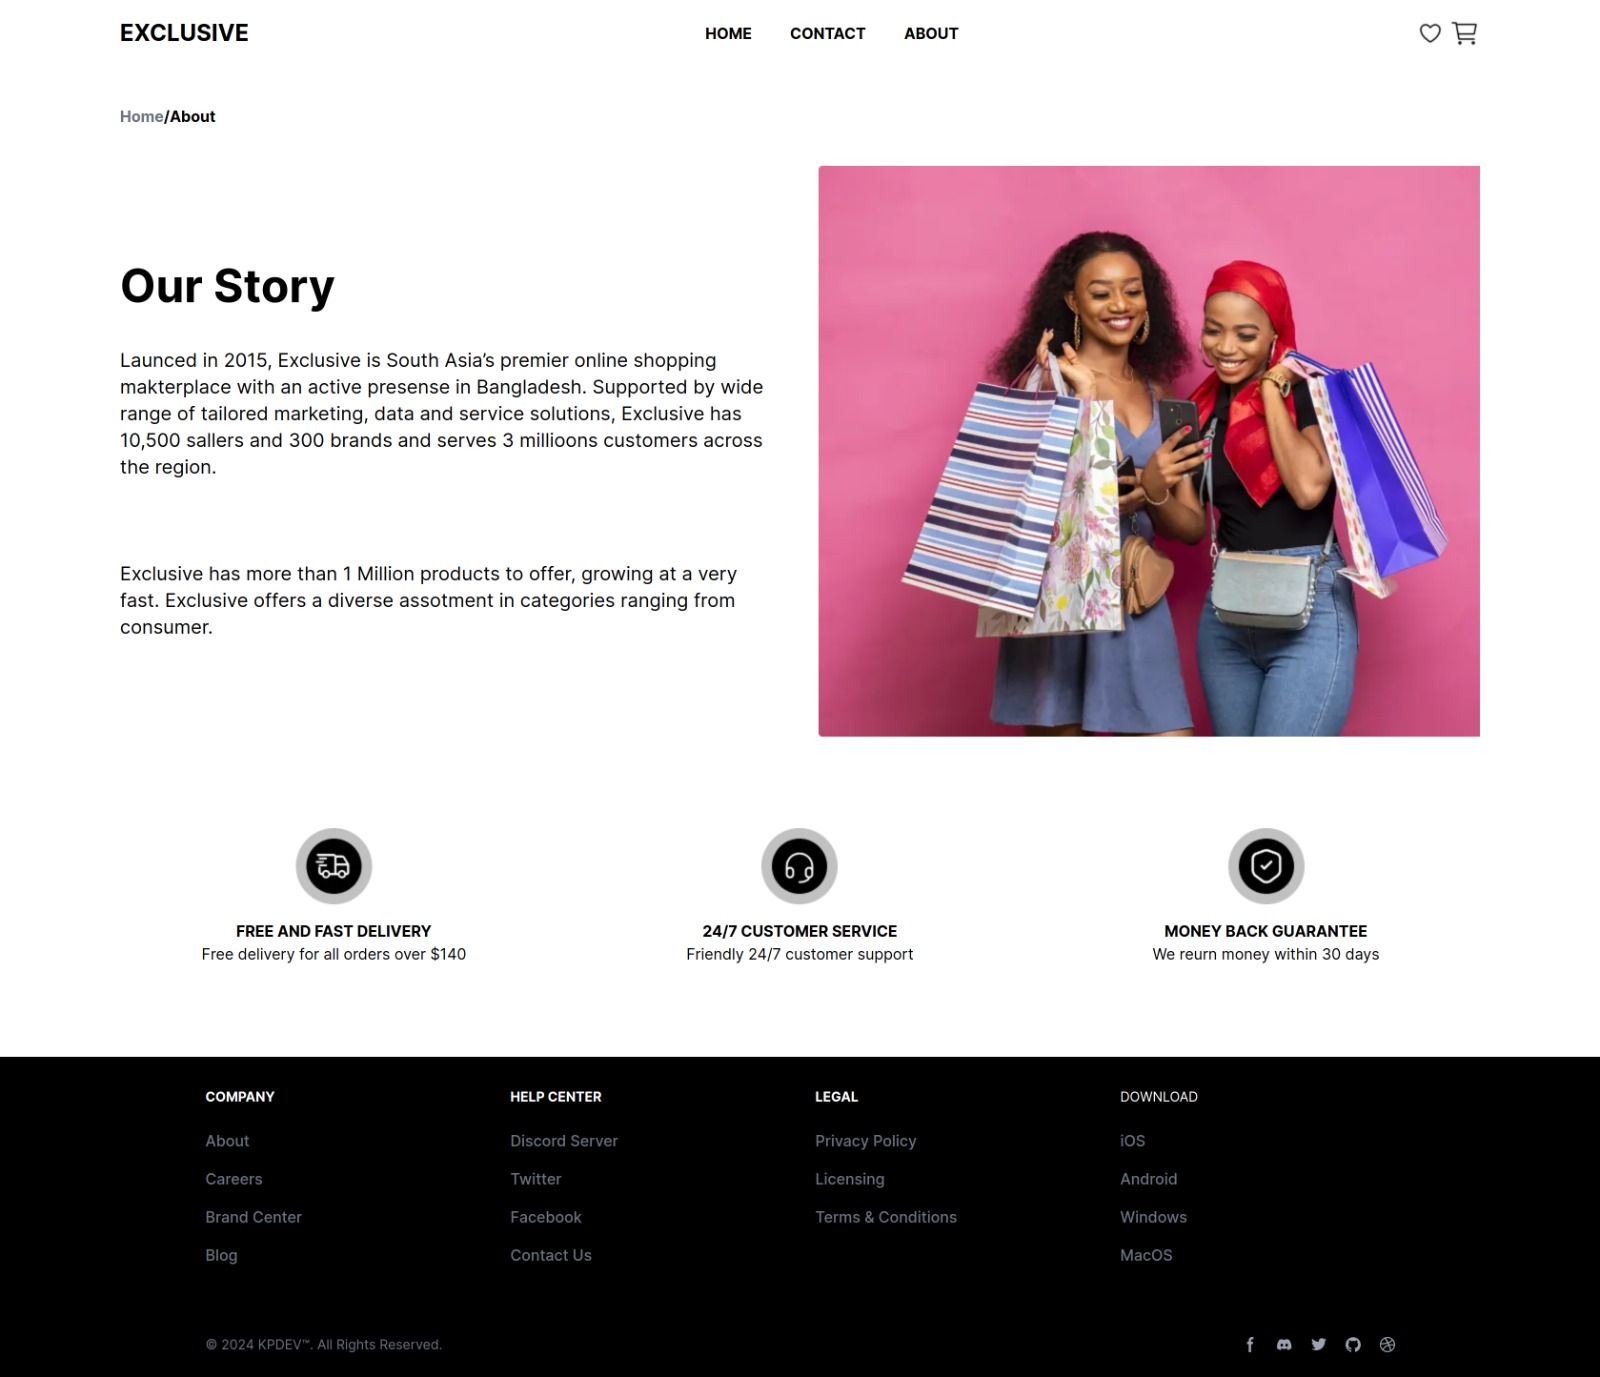 EXCLUSIVE
HOME
CONTACT
ABOUT
Home/About
Our Story
Launced in 2015, Exclusive is South Asia’s premier online shopping
makterplace with an active presense in Bangladesh. Supported by wide
range of tailored marketing, data and service solutions, Exclusive has
10,500 sallers and 300 brands and serves 3 millioons customers across
the region.
Exclusive has more than 1 Million products to offer, growing at a very
fast. Exclusive offers a diverse assotment in categories ranging from
consumer.
FREE AND FAST DELIVERY
Free delivery for all orders over $140
24/7 CUSTOMER SERVICE
Friendly 24/7 customer support
MONEY BACK GUARANTEE
We reurn money within 30 days
COMPANY
About
Careers
Brand Center
Blog
HELP CENTER
Discord Server
Twitter
Facebook
Contact Us
LEGAL
Privacy Policy
Licensing
Terms & Conditions
DOWNLOAD
iOS
Android
Windows
MacOS
© 2024 KPDEV™. All Rights Reserved.